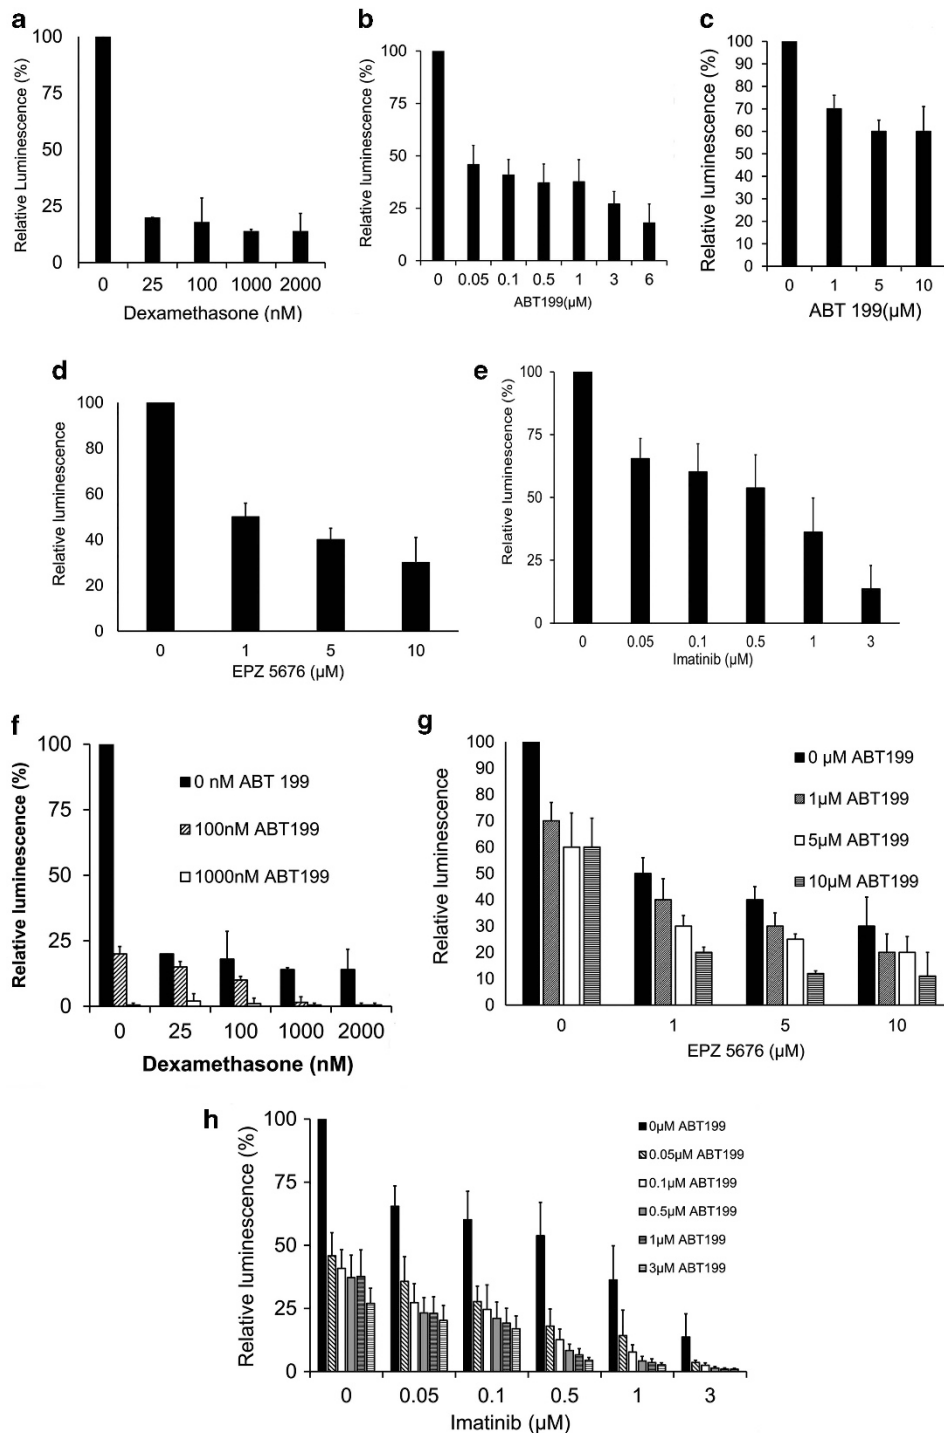 a
Relative Luminescence (%)
100
75
50
25
0
0 25 100 1000 2000
Dexamethasone (nM)
b
Relative luminescence (%)
100
75
50
25
0
0 0.05 0.1 0.5 1 3 6
ABT199(µM)
c
Relative luminescence (%)
100
90
80
70
60
50
40
30
20
10
0
0 1 5 10
ABT 199(µM)
d
Relative luminescence
100
80
60
40
20
0
0 1 5 10
EPZ 5676 (µM)
e
Relative luminescence (%)
100
75
50
25
0
0 0.05 0.1 0.5 1 3
Imatinib (µM)
f
Relative luminescence (%)
100
75
50
25
0
0 nM ABT 199
100nM ABT199
1000nM ABT199
0 25 100 1000 2000
Dexamethasone (nM)
g
Relative luminescence
100
90
80
70
60
50
40
30
20
10
0
0 µM ABT199
1µM ABT199
5µM ABT199
10µM ABT199
0 1 5 10
EPZ 5676 (µM)
h
Relative luminescence (%)
100
75
50
25
0
0µM ABT199
0.05µM ABT199
0.1µM ABT199
0.5µM ABT199
1µM ABT199
3µM ABT199
0 0.05 0.1 0.5 1 3
Imatinib (µM)